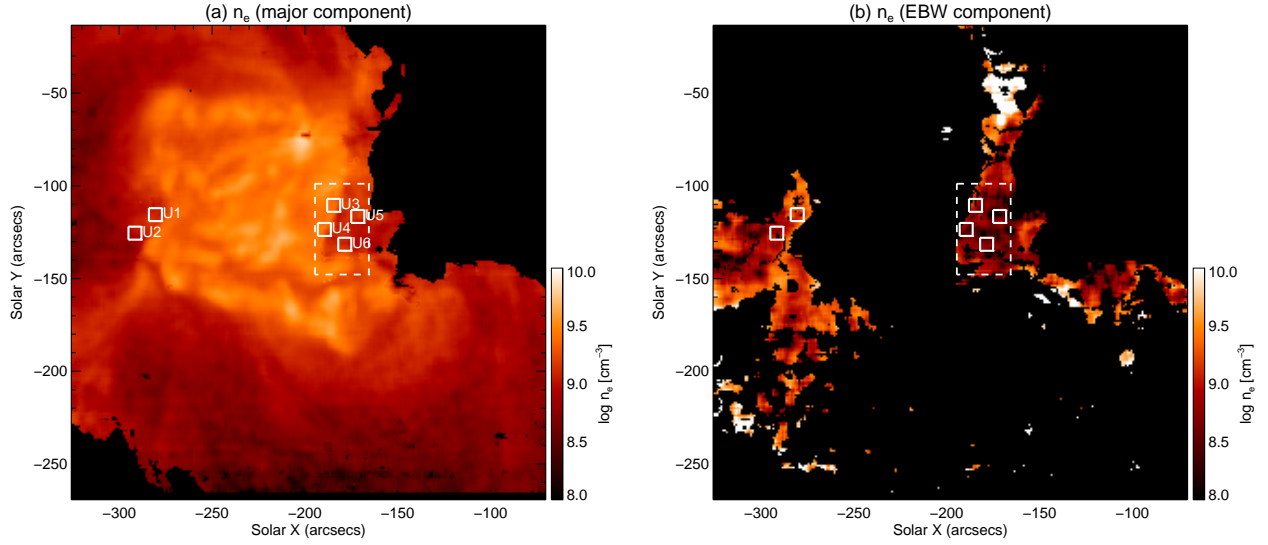 (a) nₑ (major component)
−50
−100
−150
−200
−250
Solar Y (arcsecs)
−300
−250
−200
−150
−100
Solar X (arcsecs)
U1
U2
U3
U4
U5
U6
10.0
9.5
9.0
8.5
8.0
log nₑ [cm⁻³]
(b) nₑ (EBW component)
−50
−100
−150
−200
−250
Solar Y (arcsecs)
−300
−250
−200
−150
−100
Solar X (arcsecs)
10.0
9.5
9.0
8.5
8.0
log nₑ [cm⁻³]